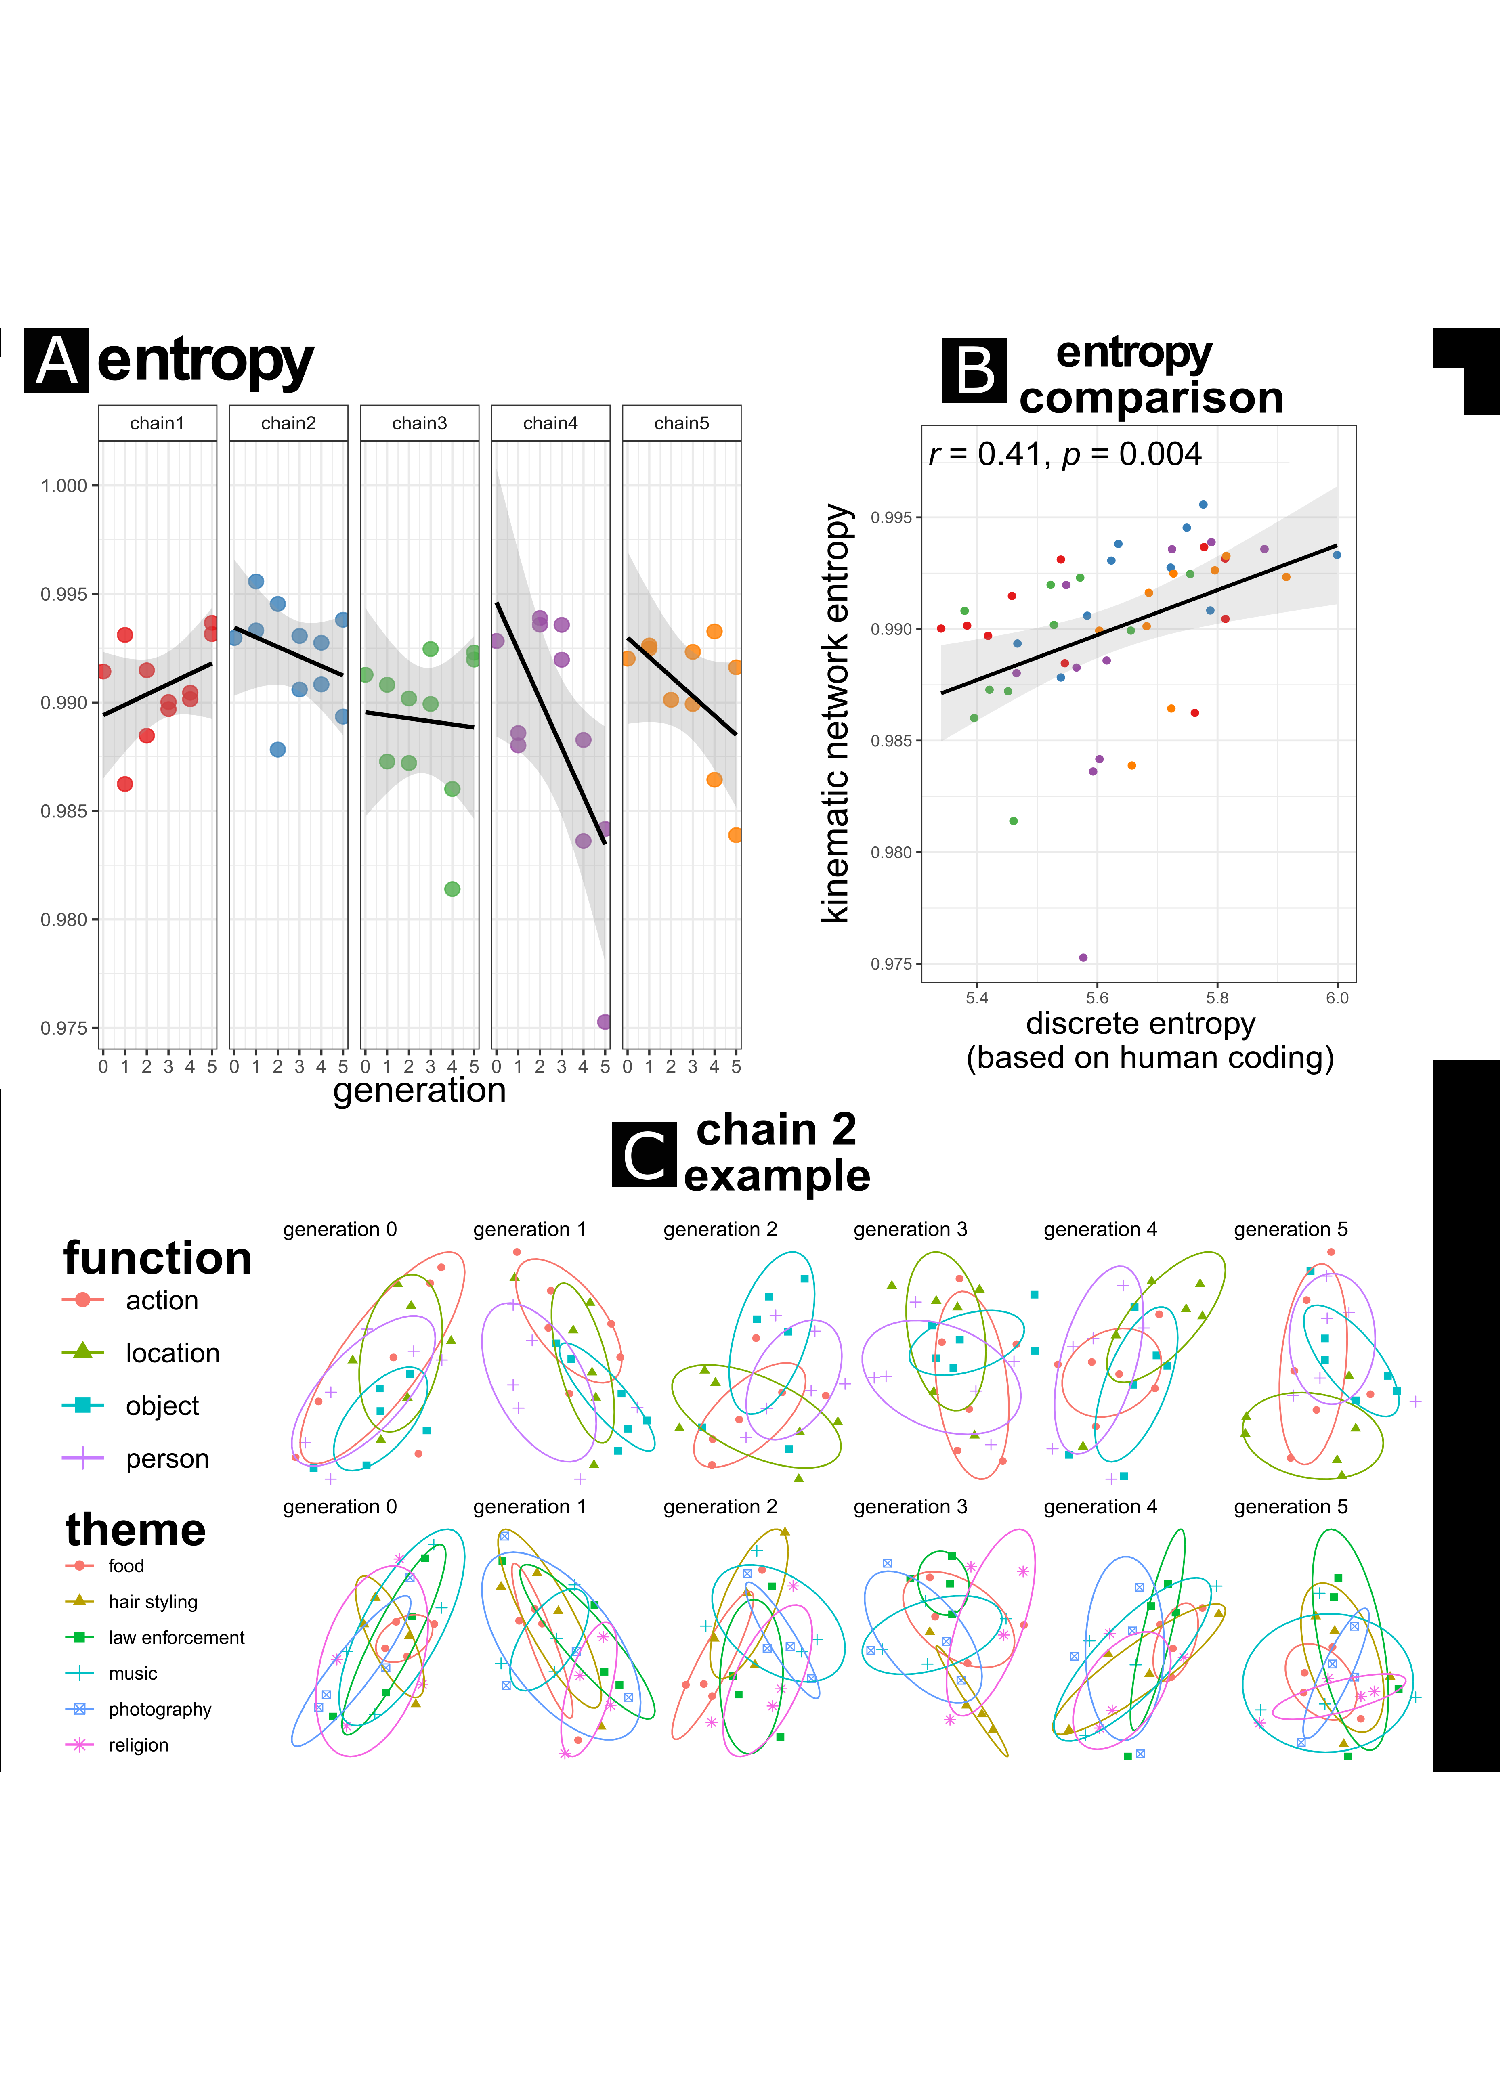 A entropy
chain1 chain2 chain3 chain4 chain5
1.000
0.995
0.990
0.985
0.980
0.975
0 1 2 3 4 5 0 1 2 3 4 5 0 1 2 3 4 5 0 1 2 3 4 5 0 1 2 3 4 5
generation
B entropy
comparison
r = 0.41, p = 0.004
kinematic network entropy
0.995
0.990
0.985
0.980
0.975
5.4 5.6 5.8 6.0
discrete entropy
(based on human coding)
C chain 2
example
function
action
location
object
person
generation 0 generation 1 generation 2 generation 3 generation 4 generation 5
theme
food
hair styling
law enforcement
music
photography
religion
generation 0 generation 1 generation 2 generation 3 generation 4 generation 5